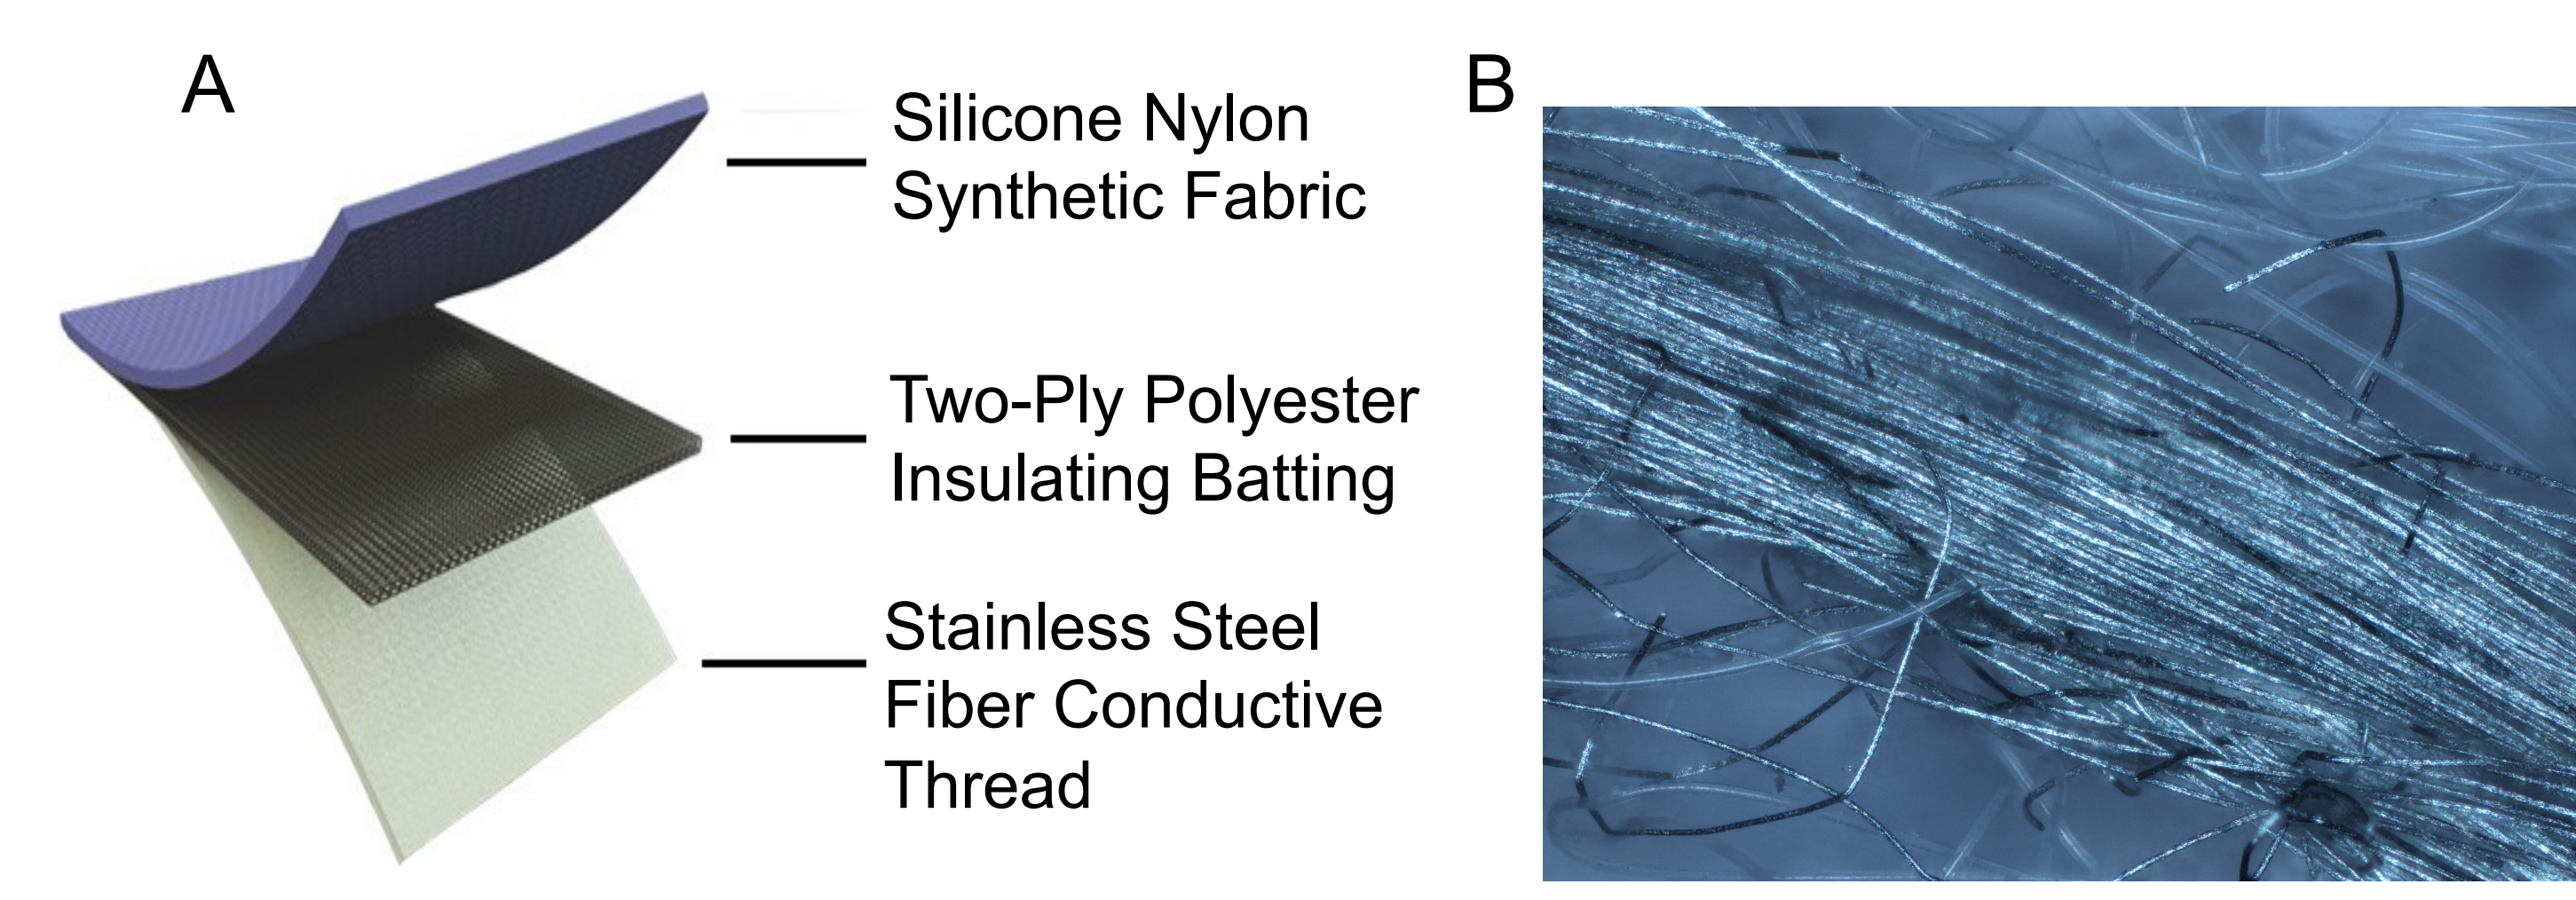 A
Silicone Nylon
Synthetic Fabric
Two-Ply Polyester
Insulating Batting
Stainless Steel
Fiber Conductive
Thread
B